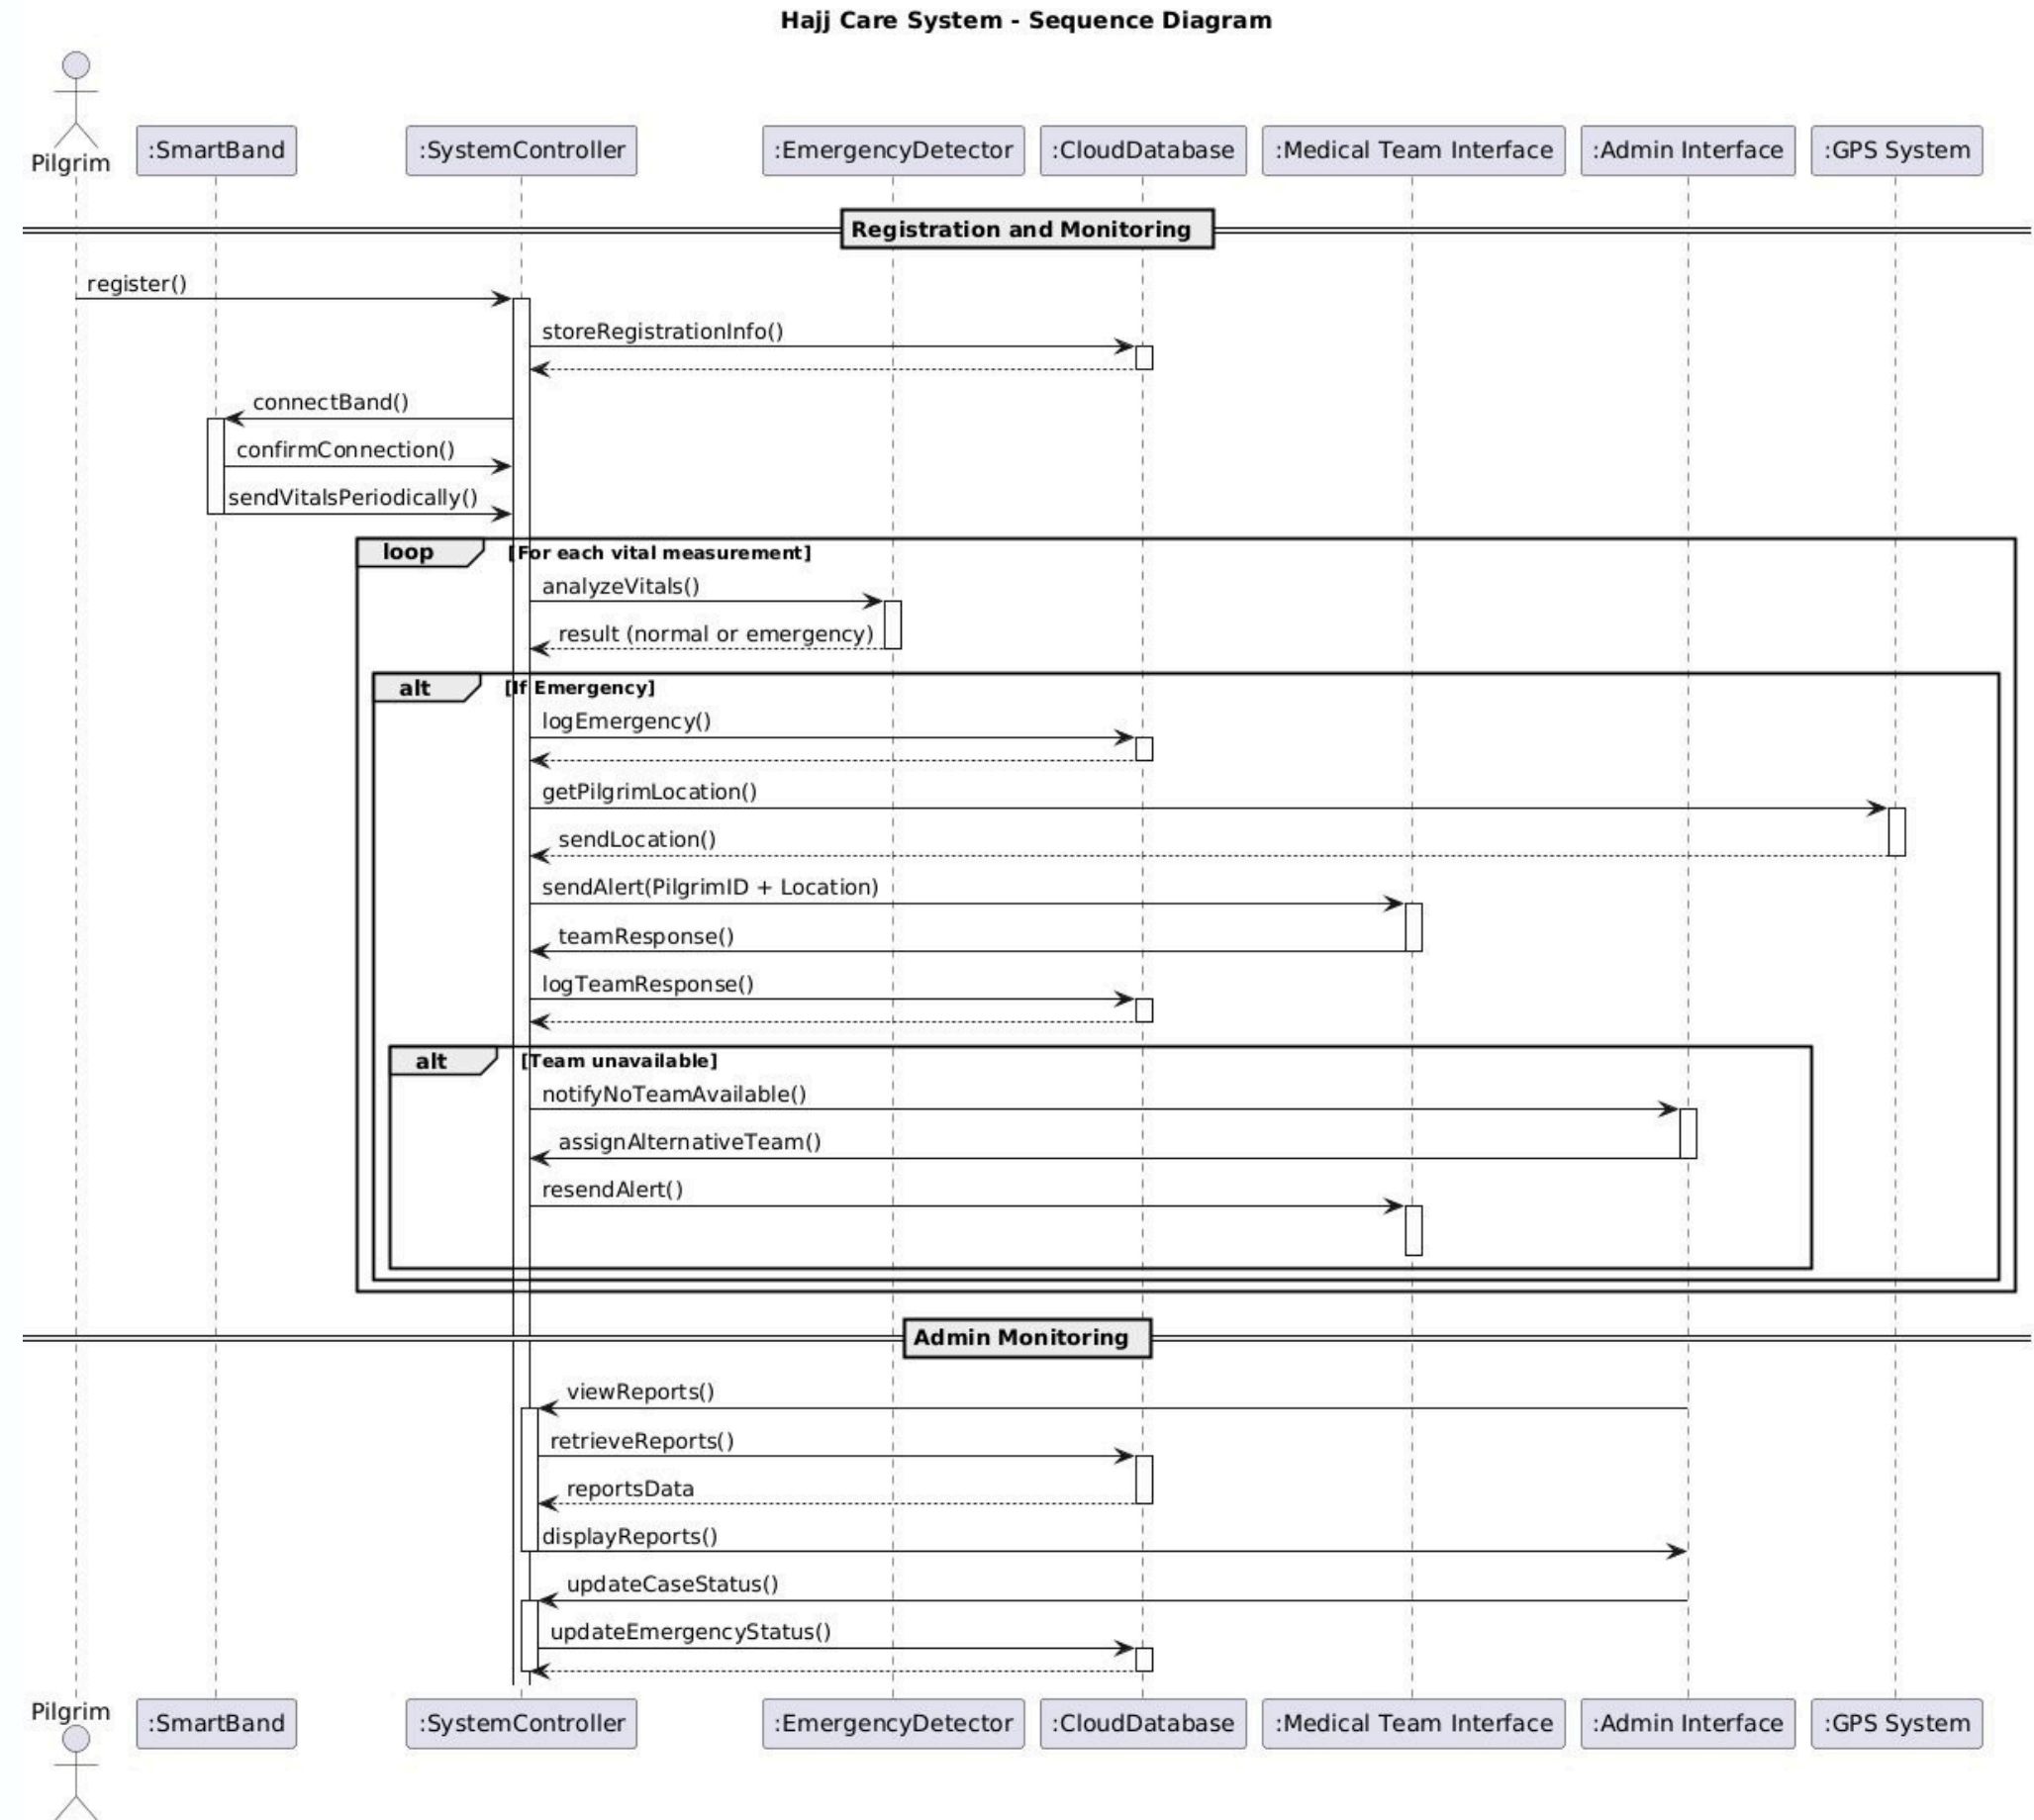 Hajj Care System - Sequence Diagram
Pilgrim
:SmartBand
:SystemController
:EmergencyDetector
:CloudDatabase
:Medical Team Interface
:Admin Interface
:GPS System
Registration and Monitoring
register()
storeRegistrationInfo()
connectBand()
confirmConnection()
sendVitalsPeriodically()
loop [For each vital measurement]
analyzeVitals()
result (normal or emergency)
alt [If Emergency]
logEmergency()
getPilgrimLocation()
sendLocation()
sendAlert(PilgrimID + Location)
teamResponse()
logTeamResponse()
alt [Team unavailable]
notifyNoTeamAvailable()
assignAlternativeTeam()
resendAlert()
Admin Monitoring
viewReports()
retrieveReports()
reportsData
displayReports()
updateCaseStatus()
updateEmergencyStatus()
Pilgrim
:SmartBand
:SystemController
:EmergencyDetector
:CloudDatabase
:Medical Team Interface
:Admin Interface
:GPS System